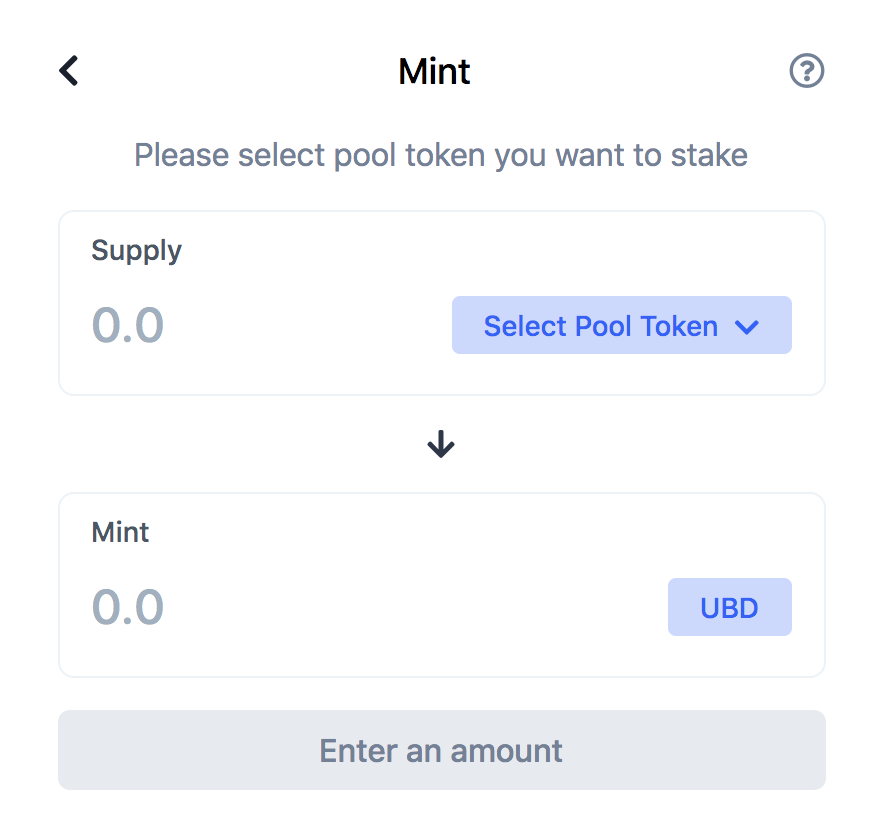 Mint
Please select pool token you want to stake
Supply
0.0
Select Pool Token
Mint
0.0
UBD
Enter an amount